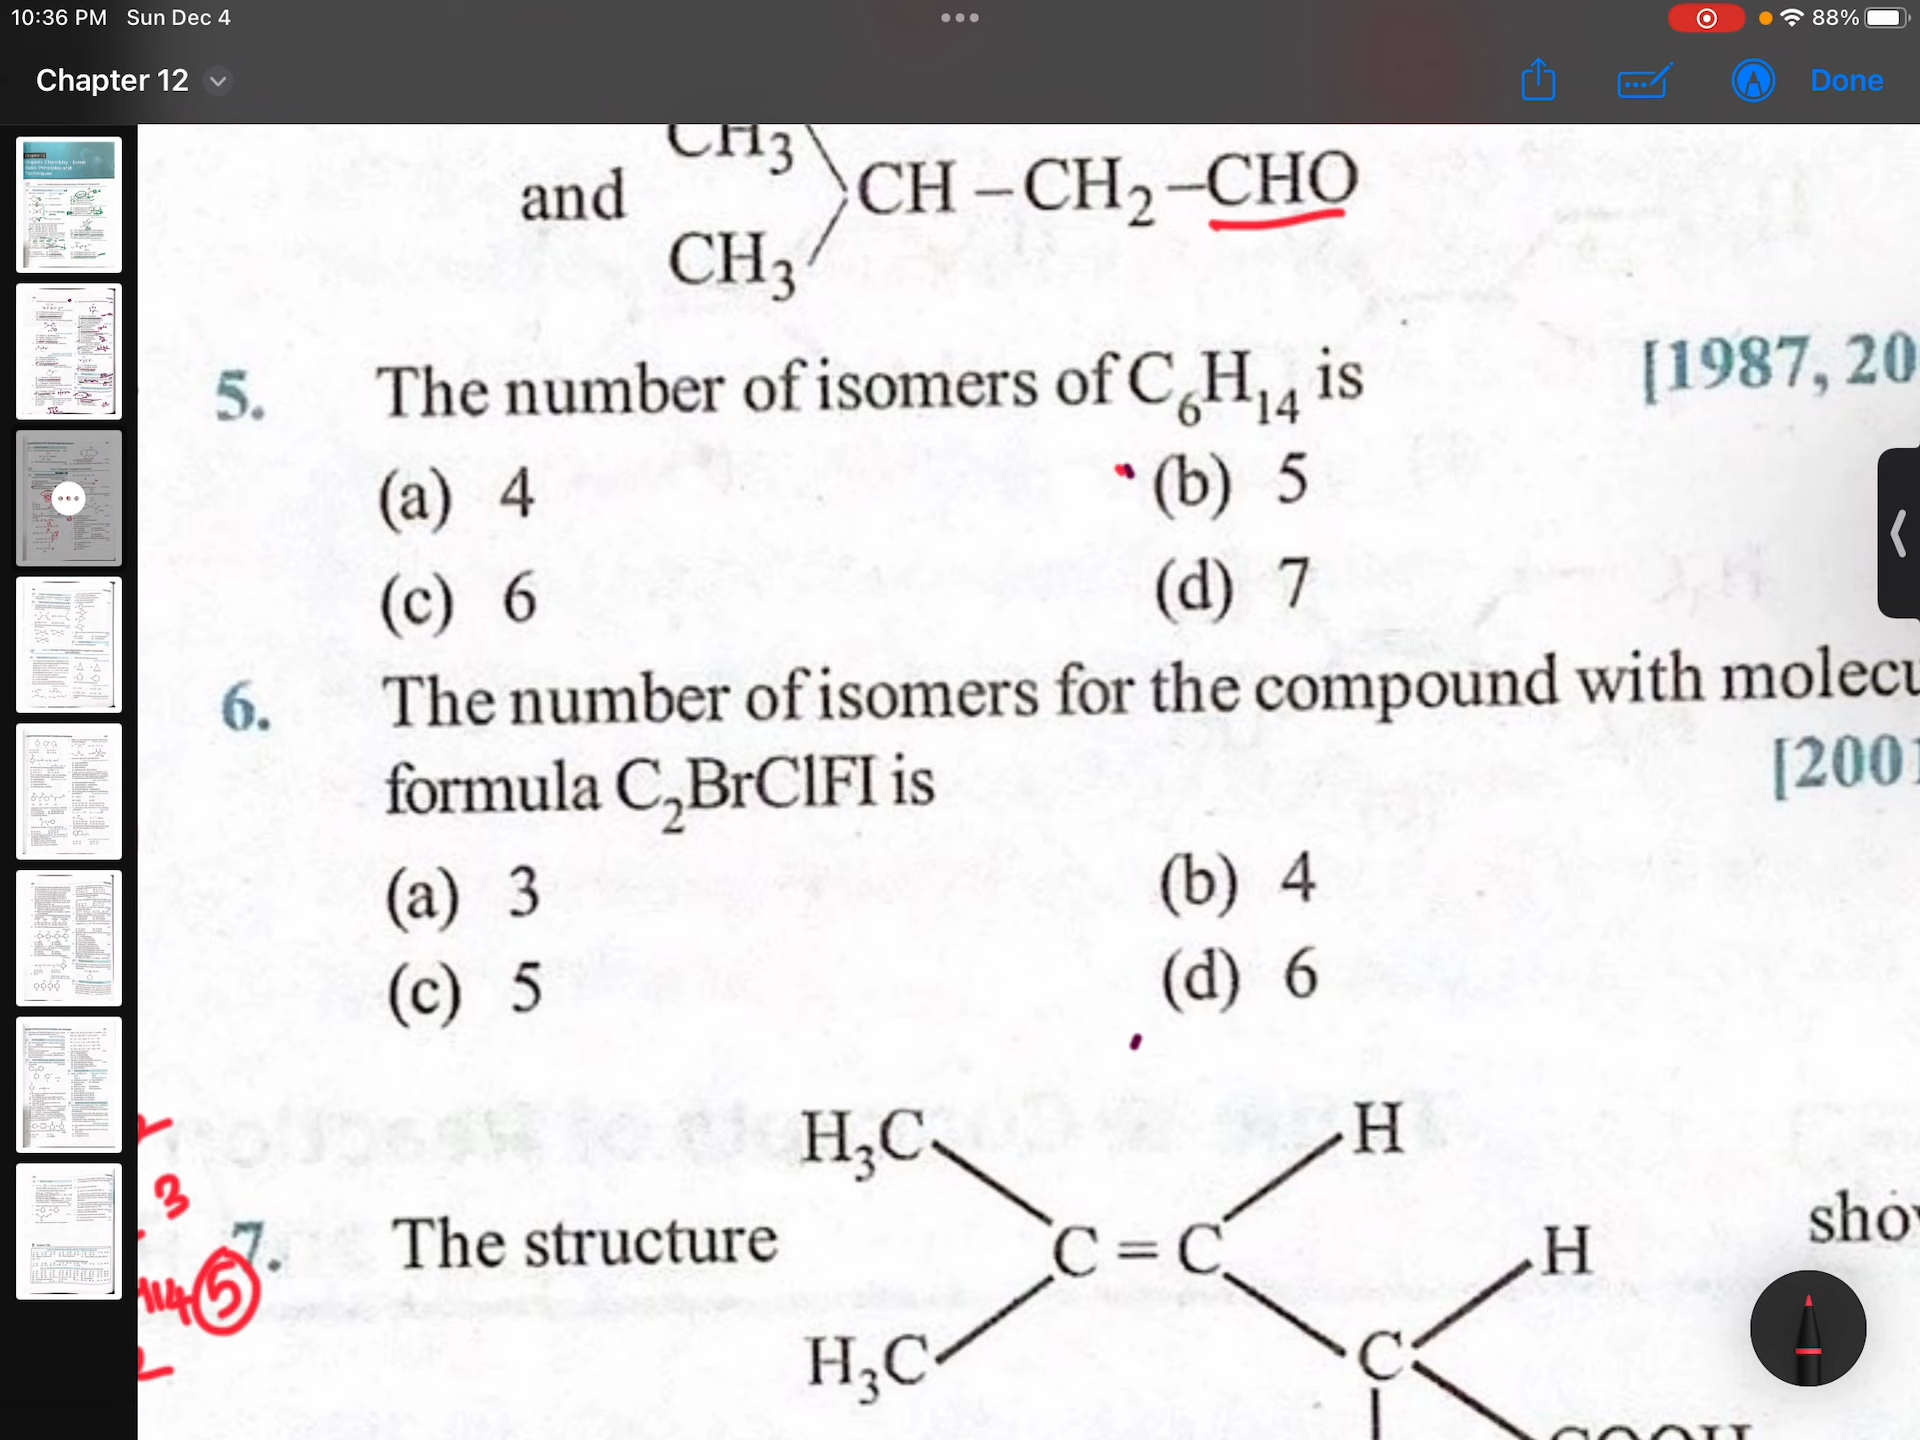 10:36 PM Sun Dec 4
88%
Chapter 12
Done
CH3
and CH – CH2 – CHO
CH3
5. The number of isomers of C6H14 is [1987, 20
(a) 4 (b) 5
(c) 6 (d) 7
6. The number of isomers for the compound with molecu
formula C2BrClFI is [2001
(a) 3 (b) 4
(c) 5 (d) 6
H3C H
3
7. The structure C = C H sho
5
H3C C
COOH